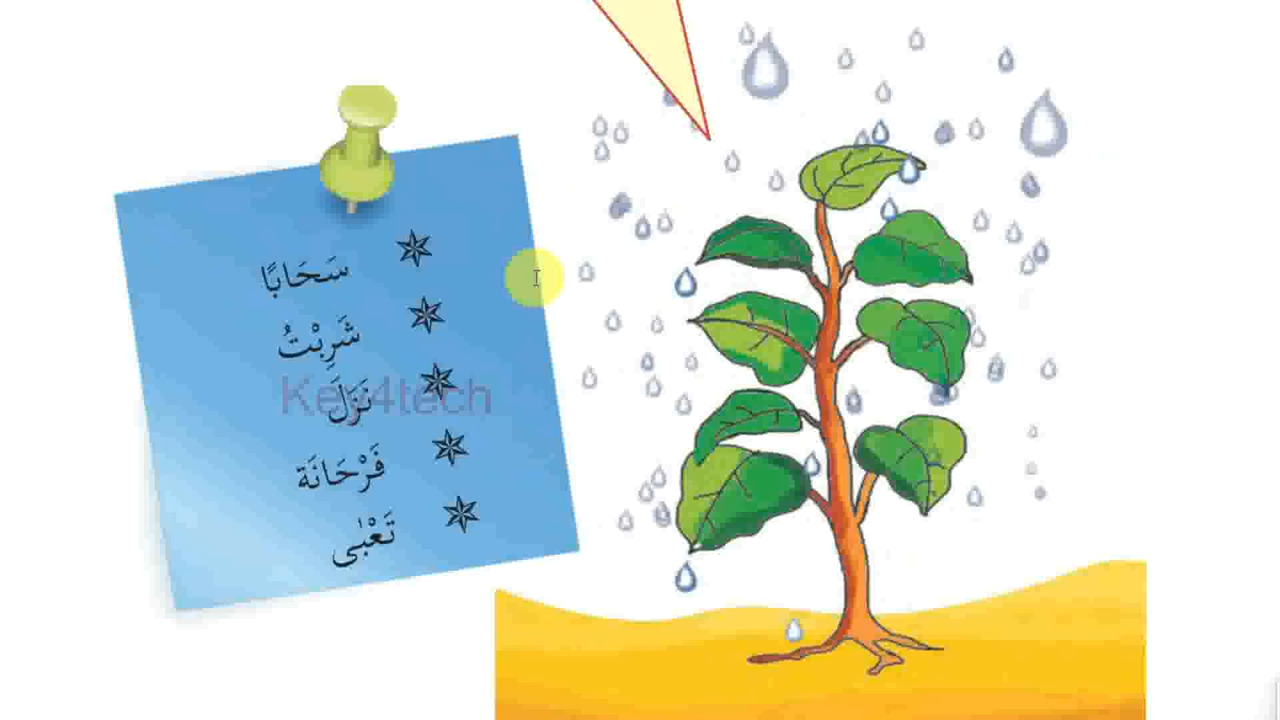 سَحَابًا
شَرِبْتُ
نَزَلَ
Key4tech
فَرْحَانَة
تَعْبَى